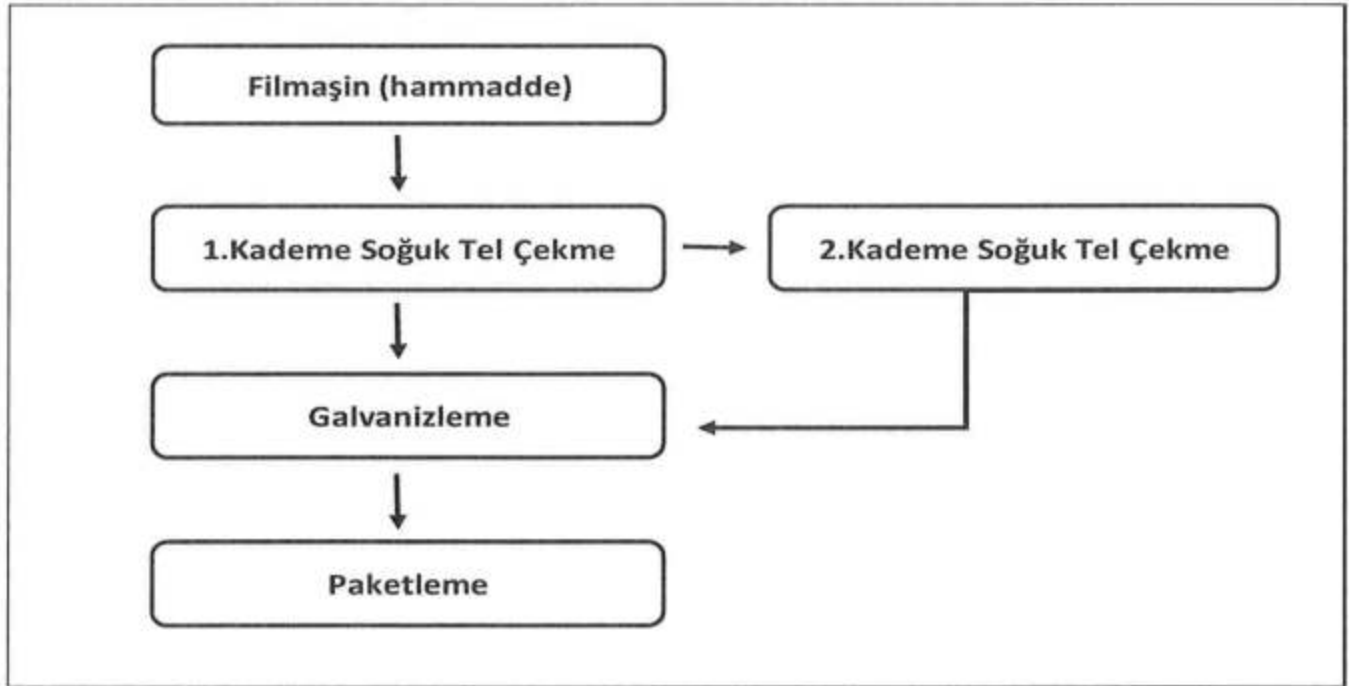 Filmaşin (hammadde)
1.Kademe Soğuk Tel Çekme
2.Kademe Soğuk Tel Çekme
Galvanizleme
Paketleme